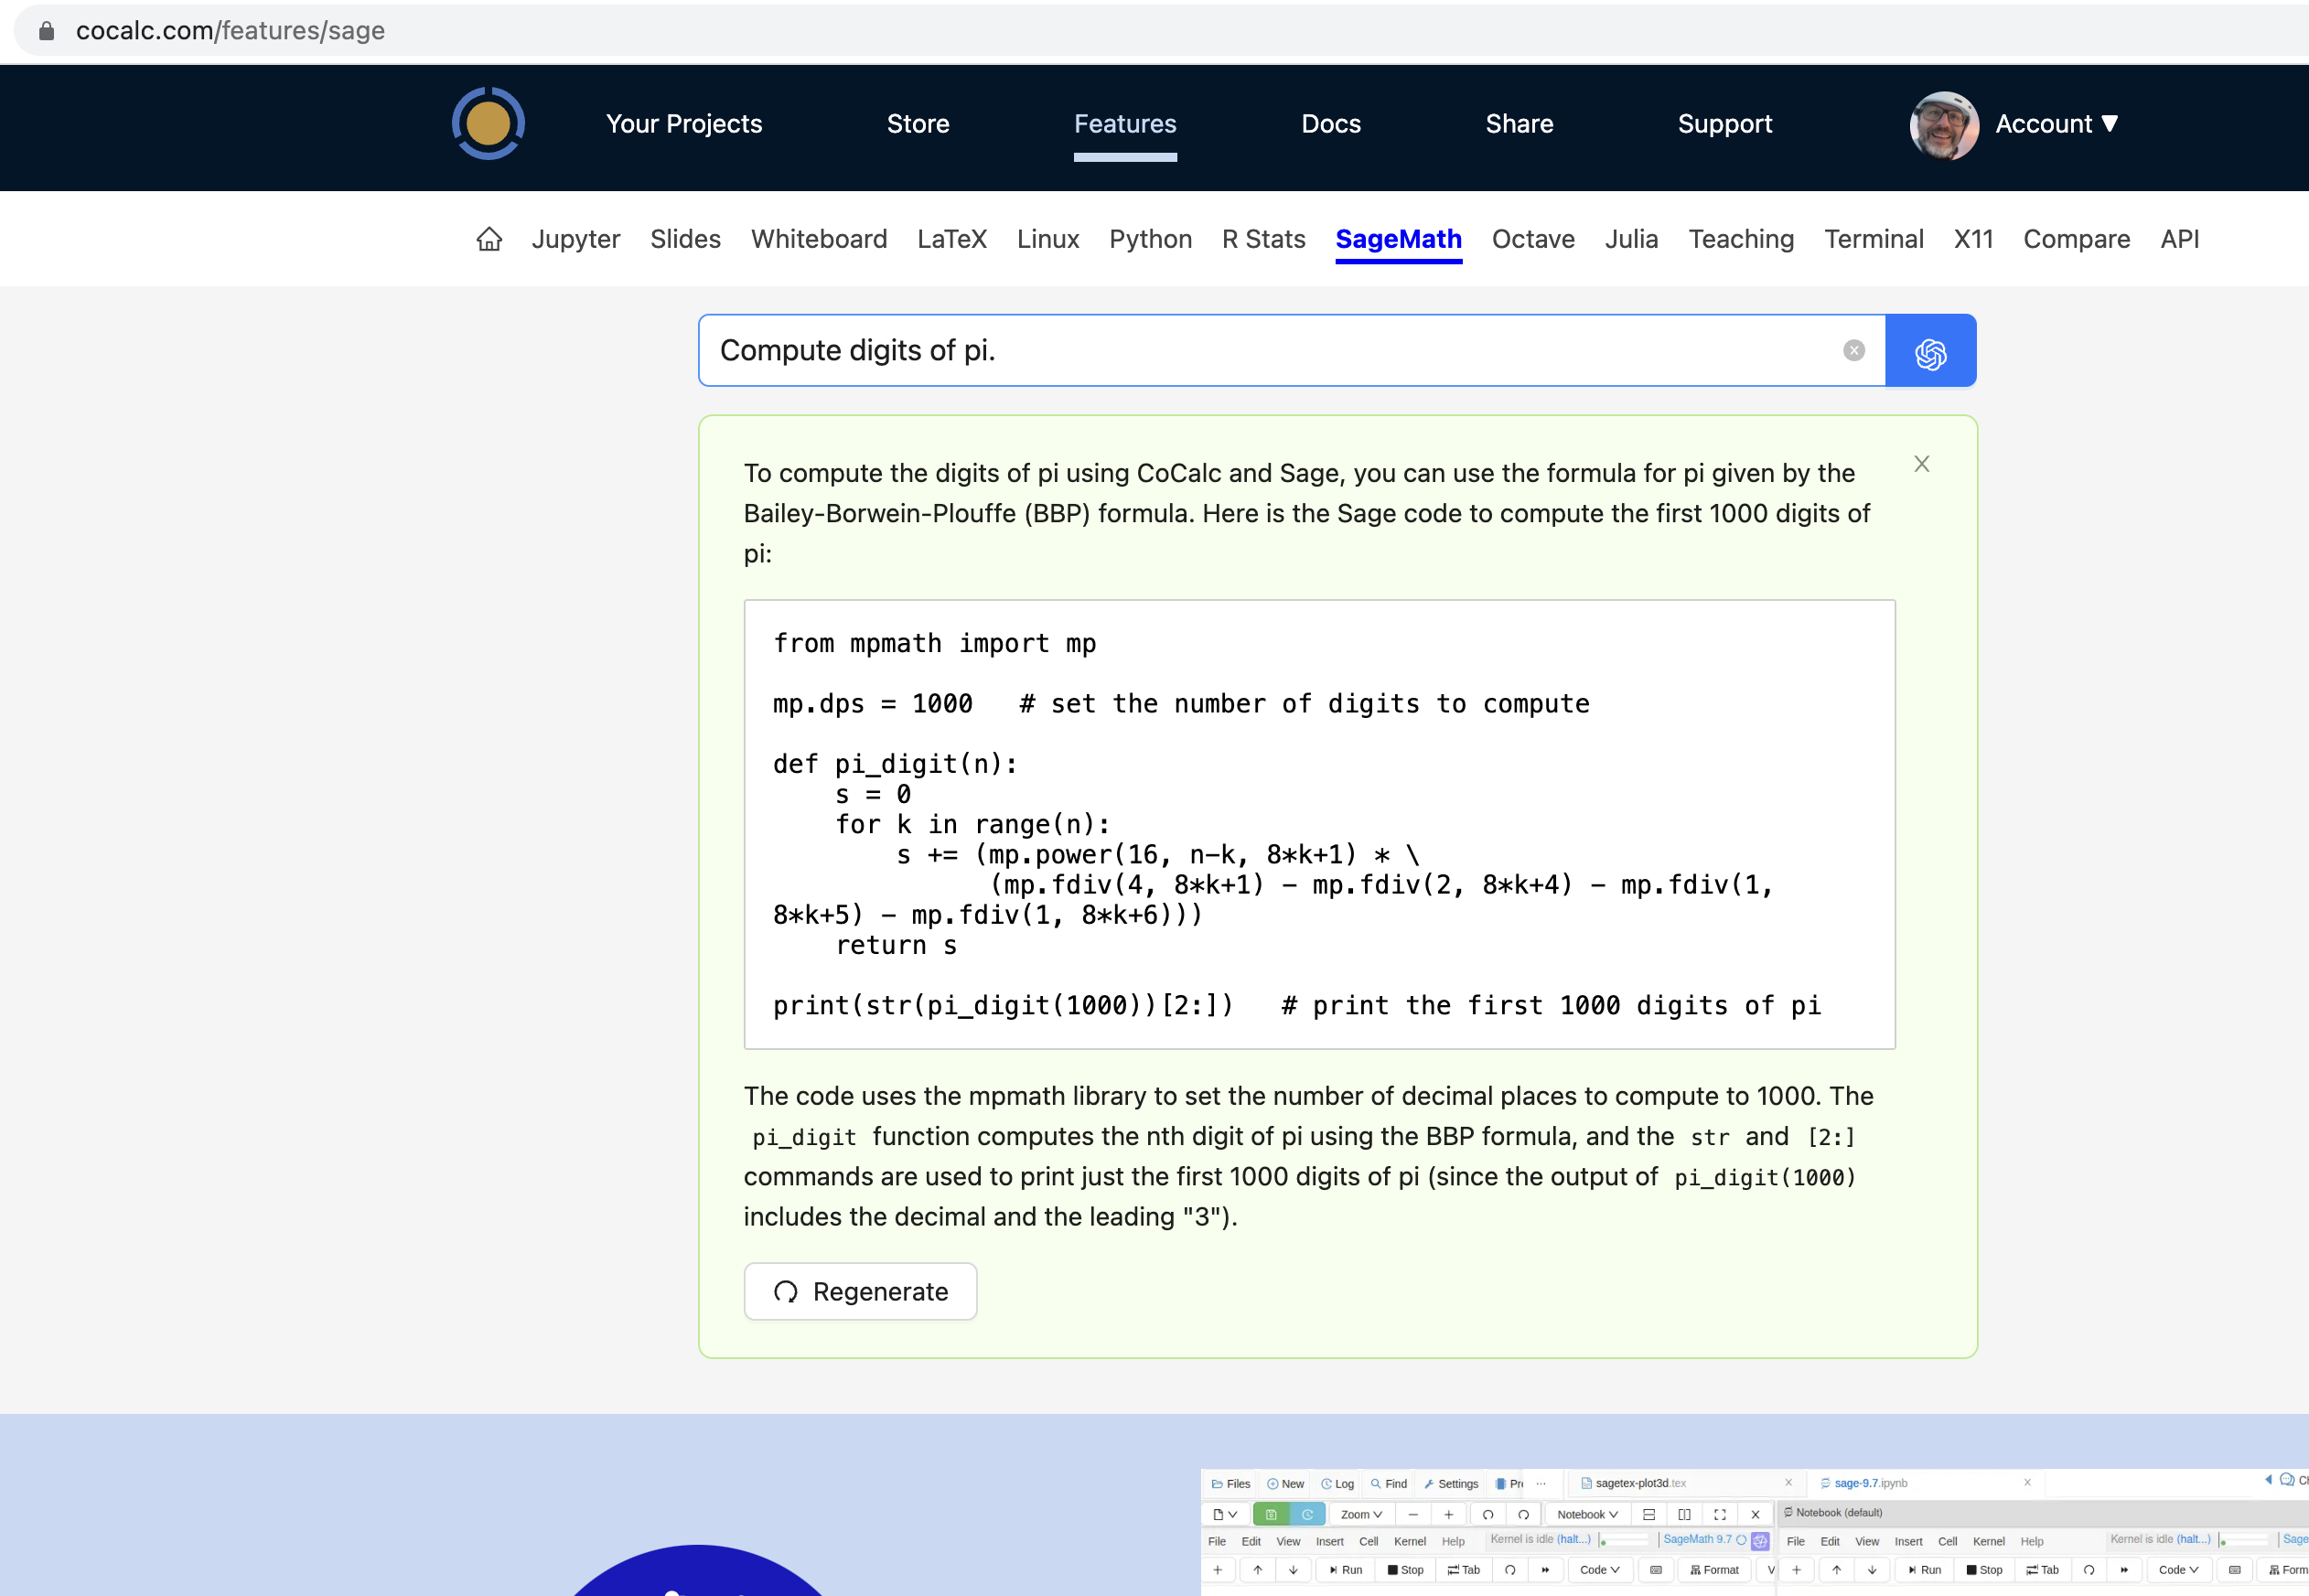 cocalc.com/features/sage
Your Projects Store Features Docs Share Support Account ▼
Jupyter Slides Whiteboard LaTeX Linux Python R Stats SageMath Octave Julia Teaching Terminal X11 Compare API
Compute digits of pi.
To compute the digits of pi using CoCalc and Sage, you can use the formula for pi given by the
Bailey-Borwein-Plouffe (BBP) formula. Here is the Sage code to compute the first 1000 digits of
pi:
from mpmath import mp
mp.dps = 1000   # set the number of digits to compute
def pi_digit(n):
    s = 0
    for k in range(n):
        s += (mp.power(16, n-k, 8*k+1) * \
              (mp.fdiv(4, 8*k+1) - mp.fdiv(2, 8*k+4) - mp.fdiv(1,
8*k+5) - mp.fdiv(1, 8*k+6)))
    return s
print(str(pi_digit(1000))[2:])   # print the first 1000 digits of pi
The code uses the mpmath library to set the number of decimal places to compute to 1000. The
pi_digit function computes the nth digit of pi using the BBP formula, and the str and [2:]
commands are used to print just the first 1000 digits of pi (since the output of pi_digit(1000)
includes the decimal and the leading "3").
Regenerate
Files New Log Find Settings Pr ... sagetex-plot3d.tex sage-9.7.ipynb Ch
Zoom Notebook Notebook (default)
File Edit View Insert Cell Kernel Help Kernel is idle (halt...) SageMath 9.7 File Edit View Insert Cell Kernel Help Kernel is idle (halt...) Sage
Run Stop Tab Code Format V Run Stop Tab Code Form